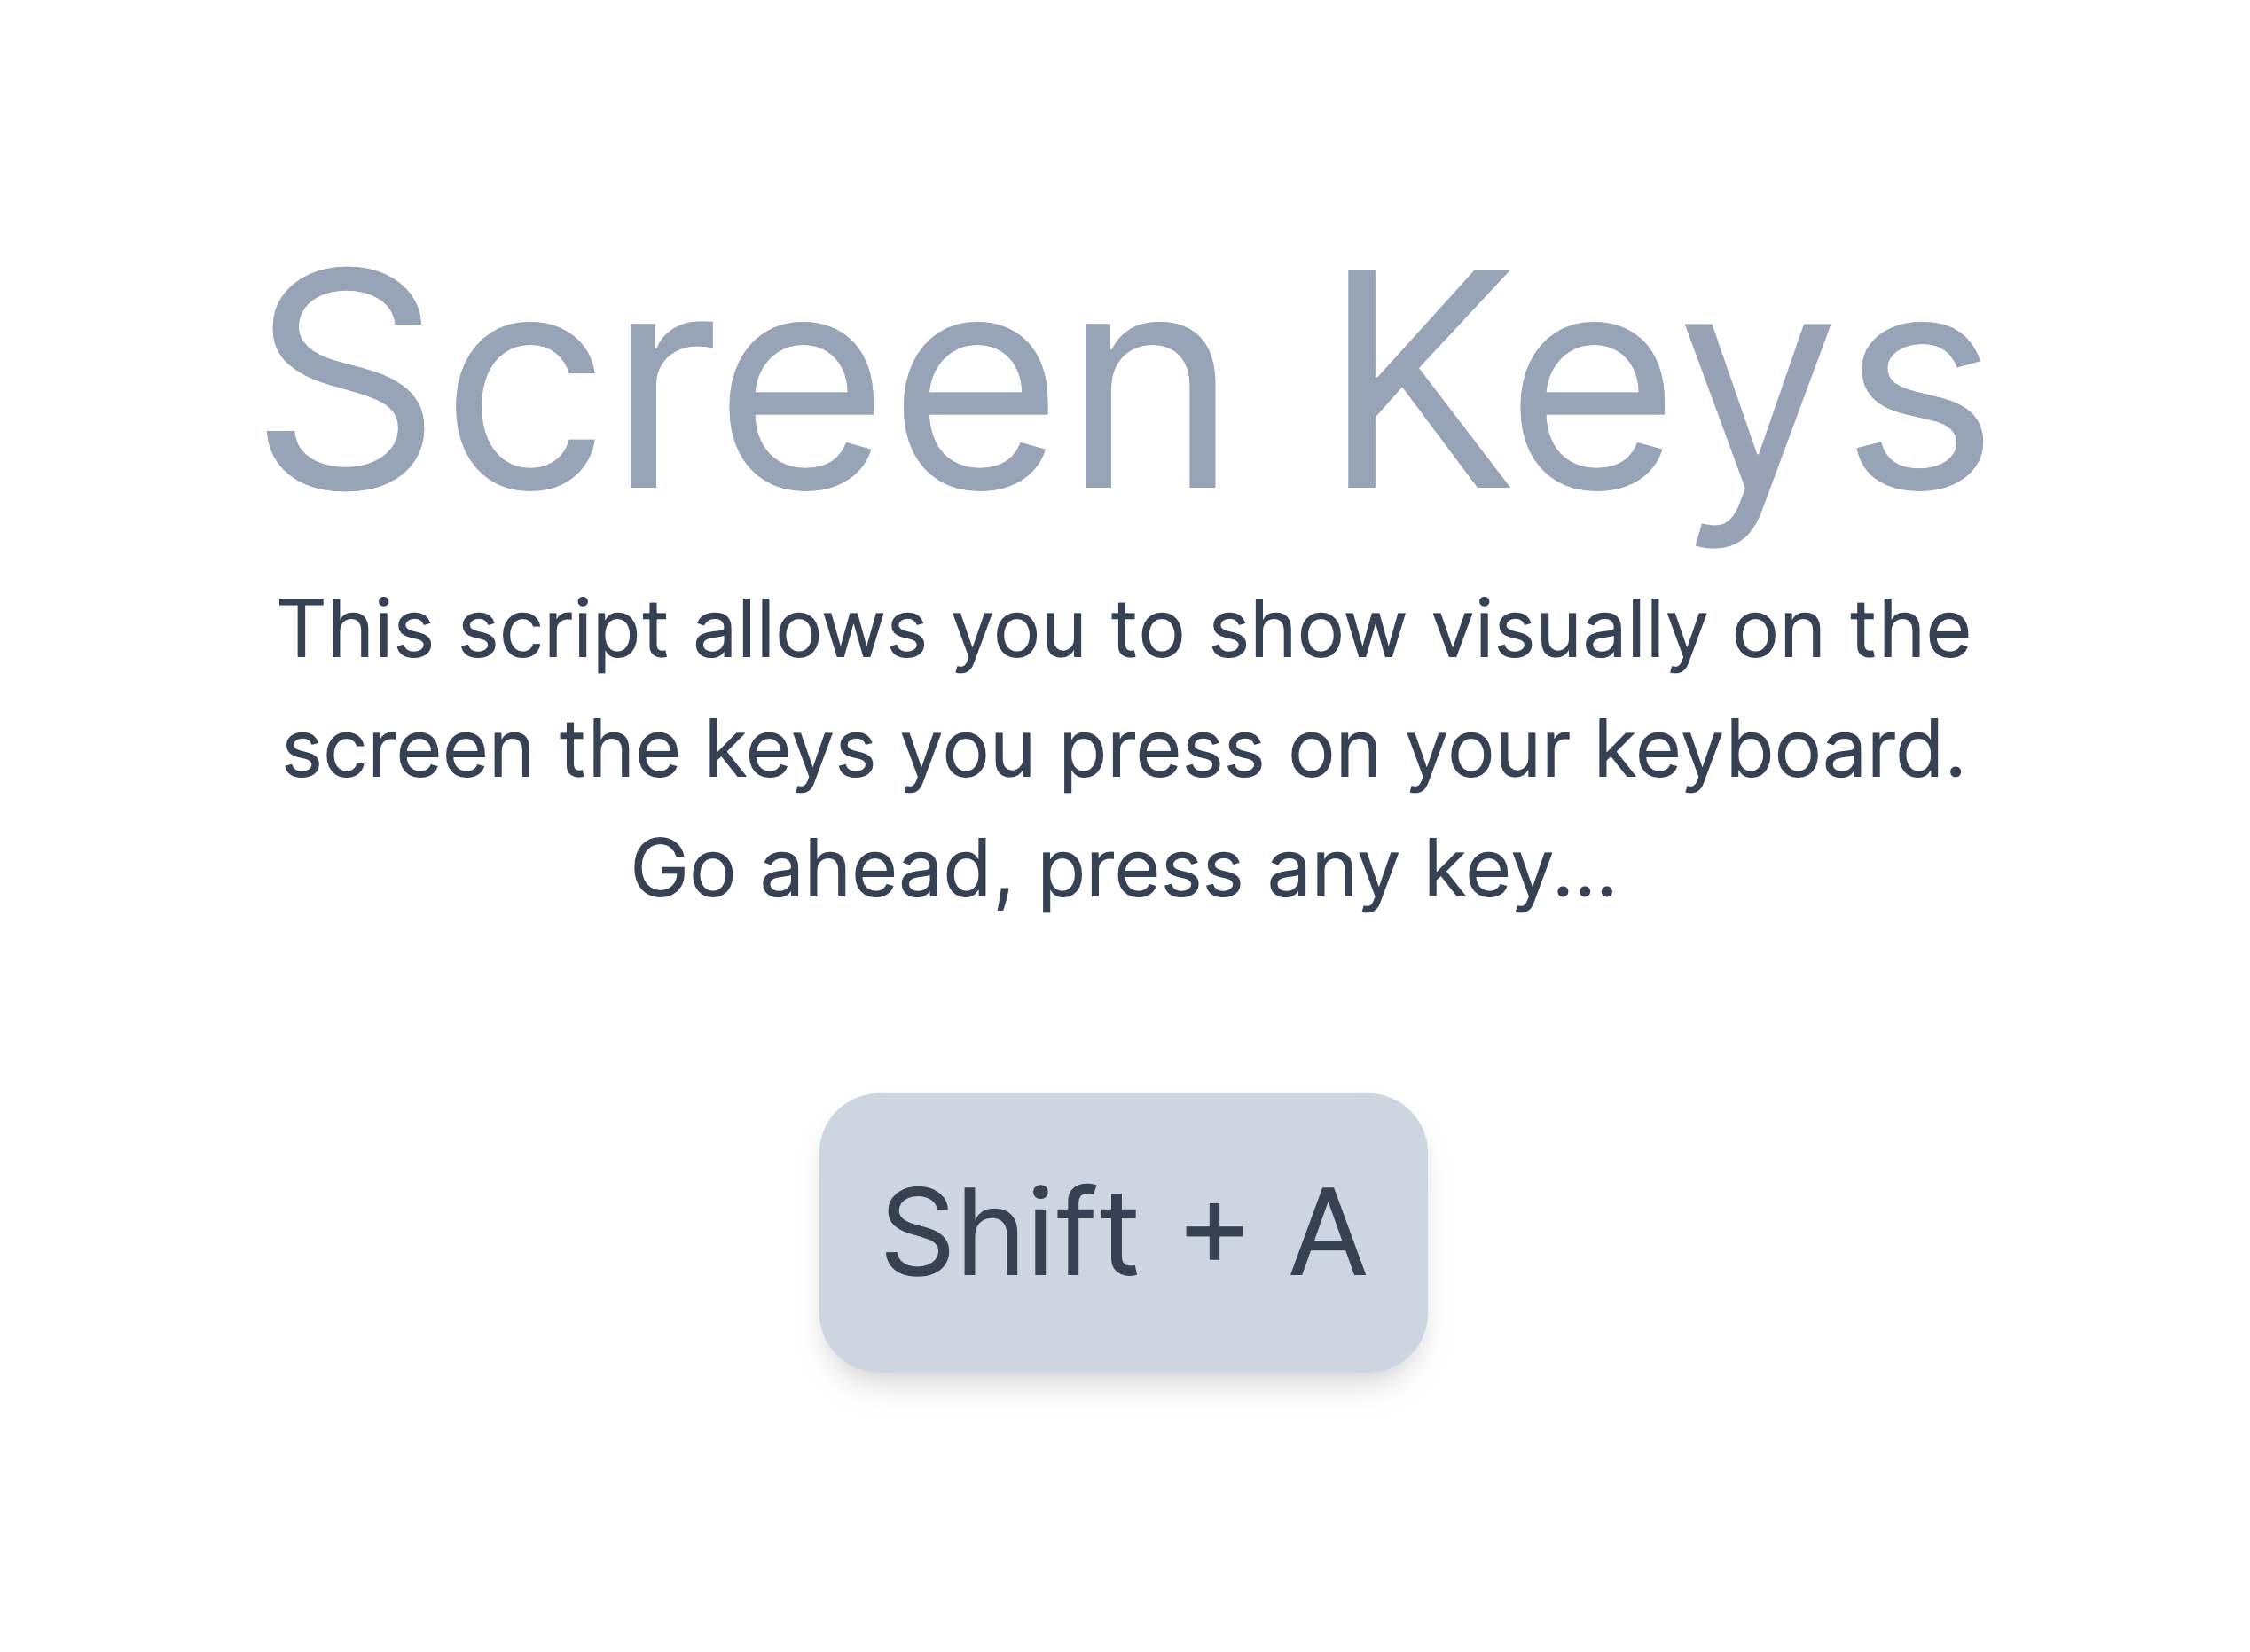 Screen Keys
This script allows you to show visually on the
screen the keys you press on your keyboard.
Go ahead, press any key...
Shift + A